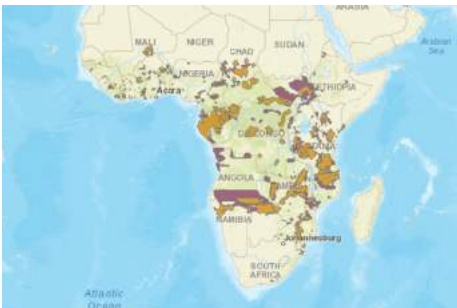 ARABIA
Arabian
Sea
MALI
NIGER
CHAD
SUDAN
NIGERIA
ETHIOPIA
Accra
DR CONGO
TANZANIA
ANGOLA
NAMIBIA
Johannesburg
SOUTH
AFRICA
Atlantic
Ocean